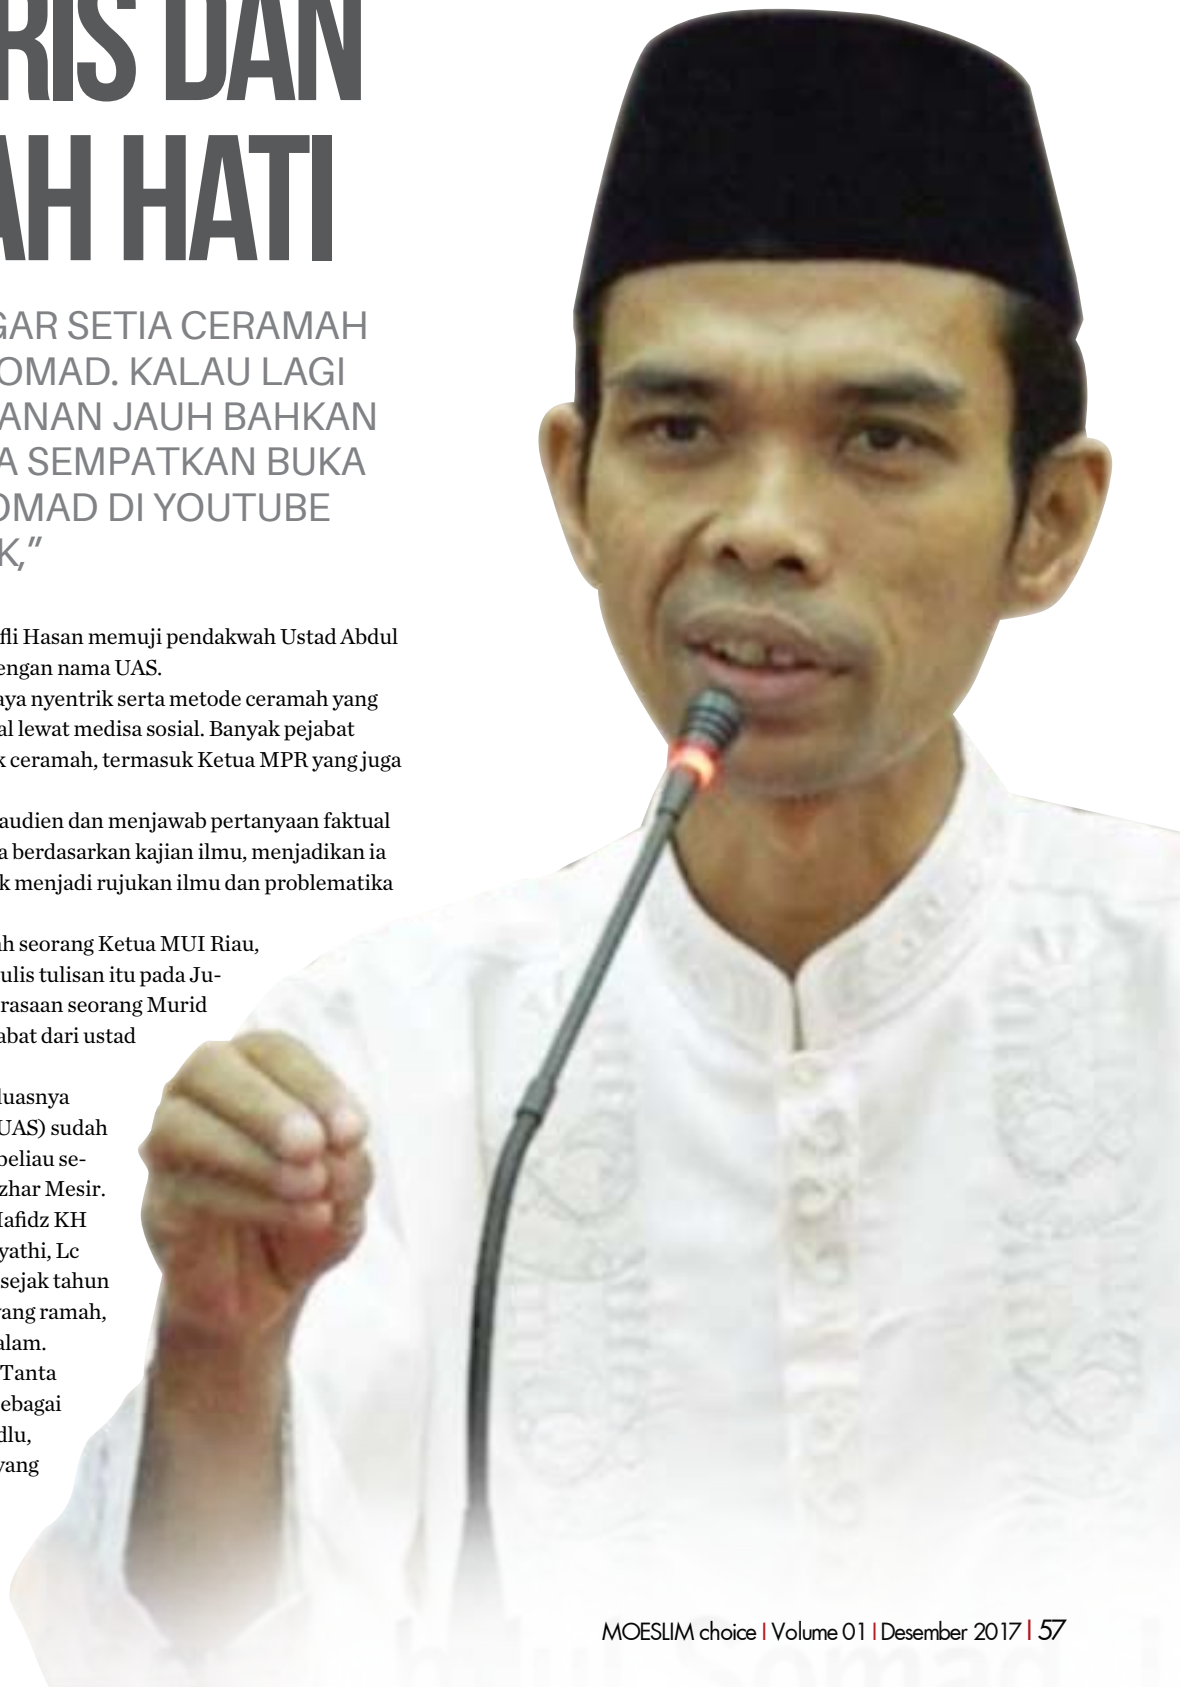 RIS DAN
AH HATI
GAR SETIA CERAMAH
OMAD. KALAU LAGI
ANAN JAUH BAHKAN
A SEMPATKAN BUKA
OMAD DI YOUTUBE
K,”
fli Hasan memuji pendakwah Ustad Abdul
engan nama UAS.
aya nyentrik serta metode ceramah yang
al lewat medisa sosial. Banyak pejabat
k ceramah, termasuk Ketua MPR yang juga
audien dan menjawab pertanyaan faktual
a berdasarkan kajian ilmu, menjadikan ia
k menjadi rujukan ilmu dan problematika
ah seorang Ketua MUI Riau,
ulis tulisan itu pada Ju-
rasaan seorang Murid
abat dari ustad
luasnya
UAS) sudah
beliau se-
zhar Mesir.
Hafidz KH
yathi, Lc
sejak tahun
yang ramah,
alam.
Tanta
ebagai
dlu,
yang
MOESLIM choice | Volume 01 | Desember 2017 | 57